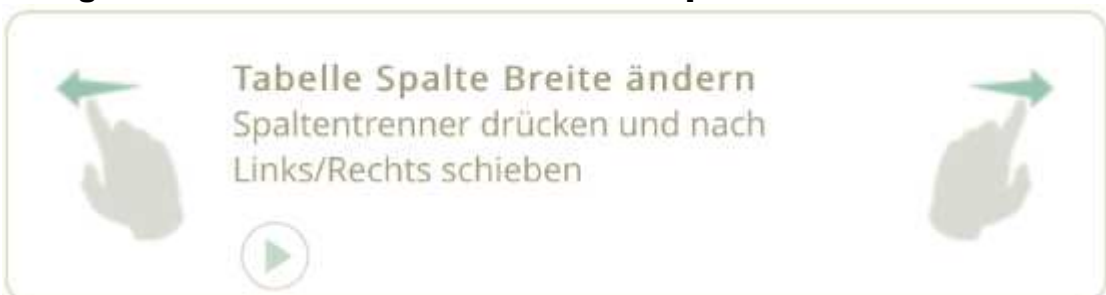 Tabelle Spalte Breite ändern
Spaltentrenner drücken und nach
Links/Rechts schieben